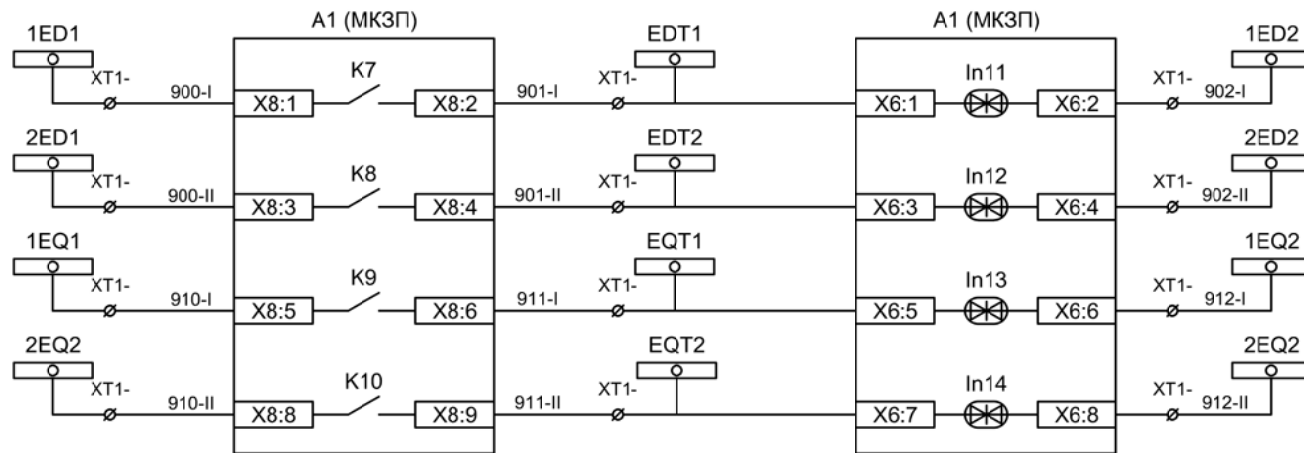 A1 (МКЗП)
A1 (МКЗП)
1ED1
EDT1
1ED2
XT1-
900-I
X8:1
K7
X8:2
901-I
XT1-
X6:1
In11
X6:2
XT1-
902-I
2ED1
EDT2
2ED2
XT1-
900-II
X8:3
K8
X8:4
901-II
XT1-
X6:3
In12
X6:4
XT1-
902-II
1EQ1
EQT1
1EQ2
XT1-
910-I
X8:5
K9
X8:6
911-I
XT1-
X6:5
In13
X6:6
XT1-
912-I
2EQ2
EQT2
2EQ2
XT1-
910-II
X8:8
K10
X8:9
911-II
XT1-
X6:7
In14
X6:8
XT1-
912-II